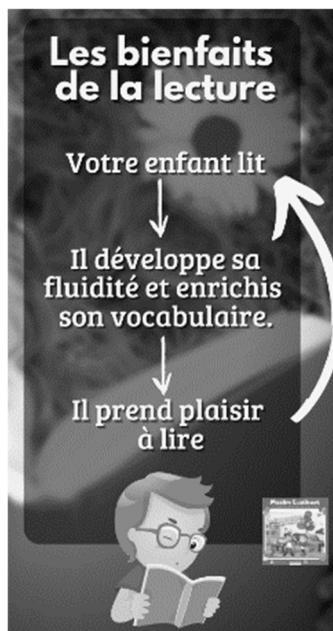 Les bienfaits
de la lecture
Votre enfant lit
Il développe sa
fluidité et enrichis
son vocabulaire.
Il prend plaisir
à lire